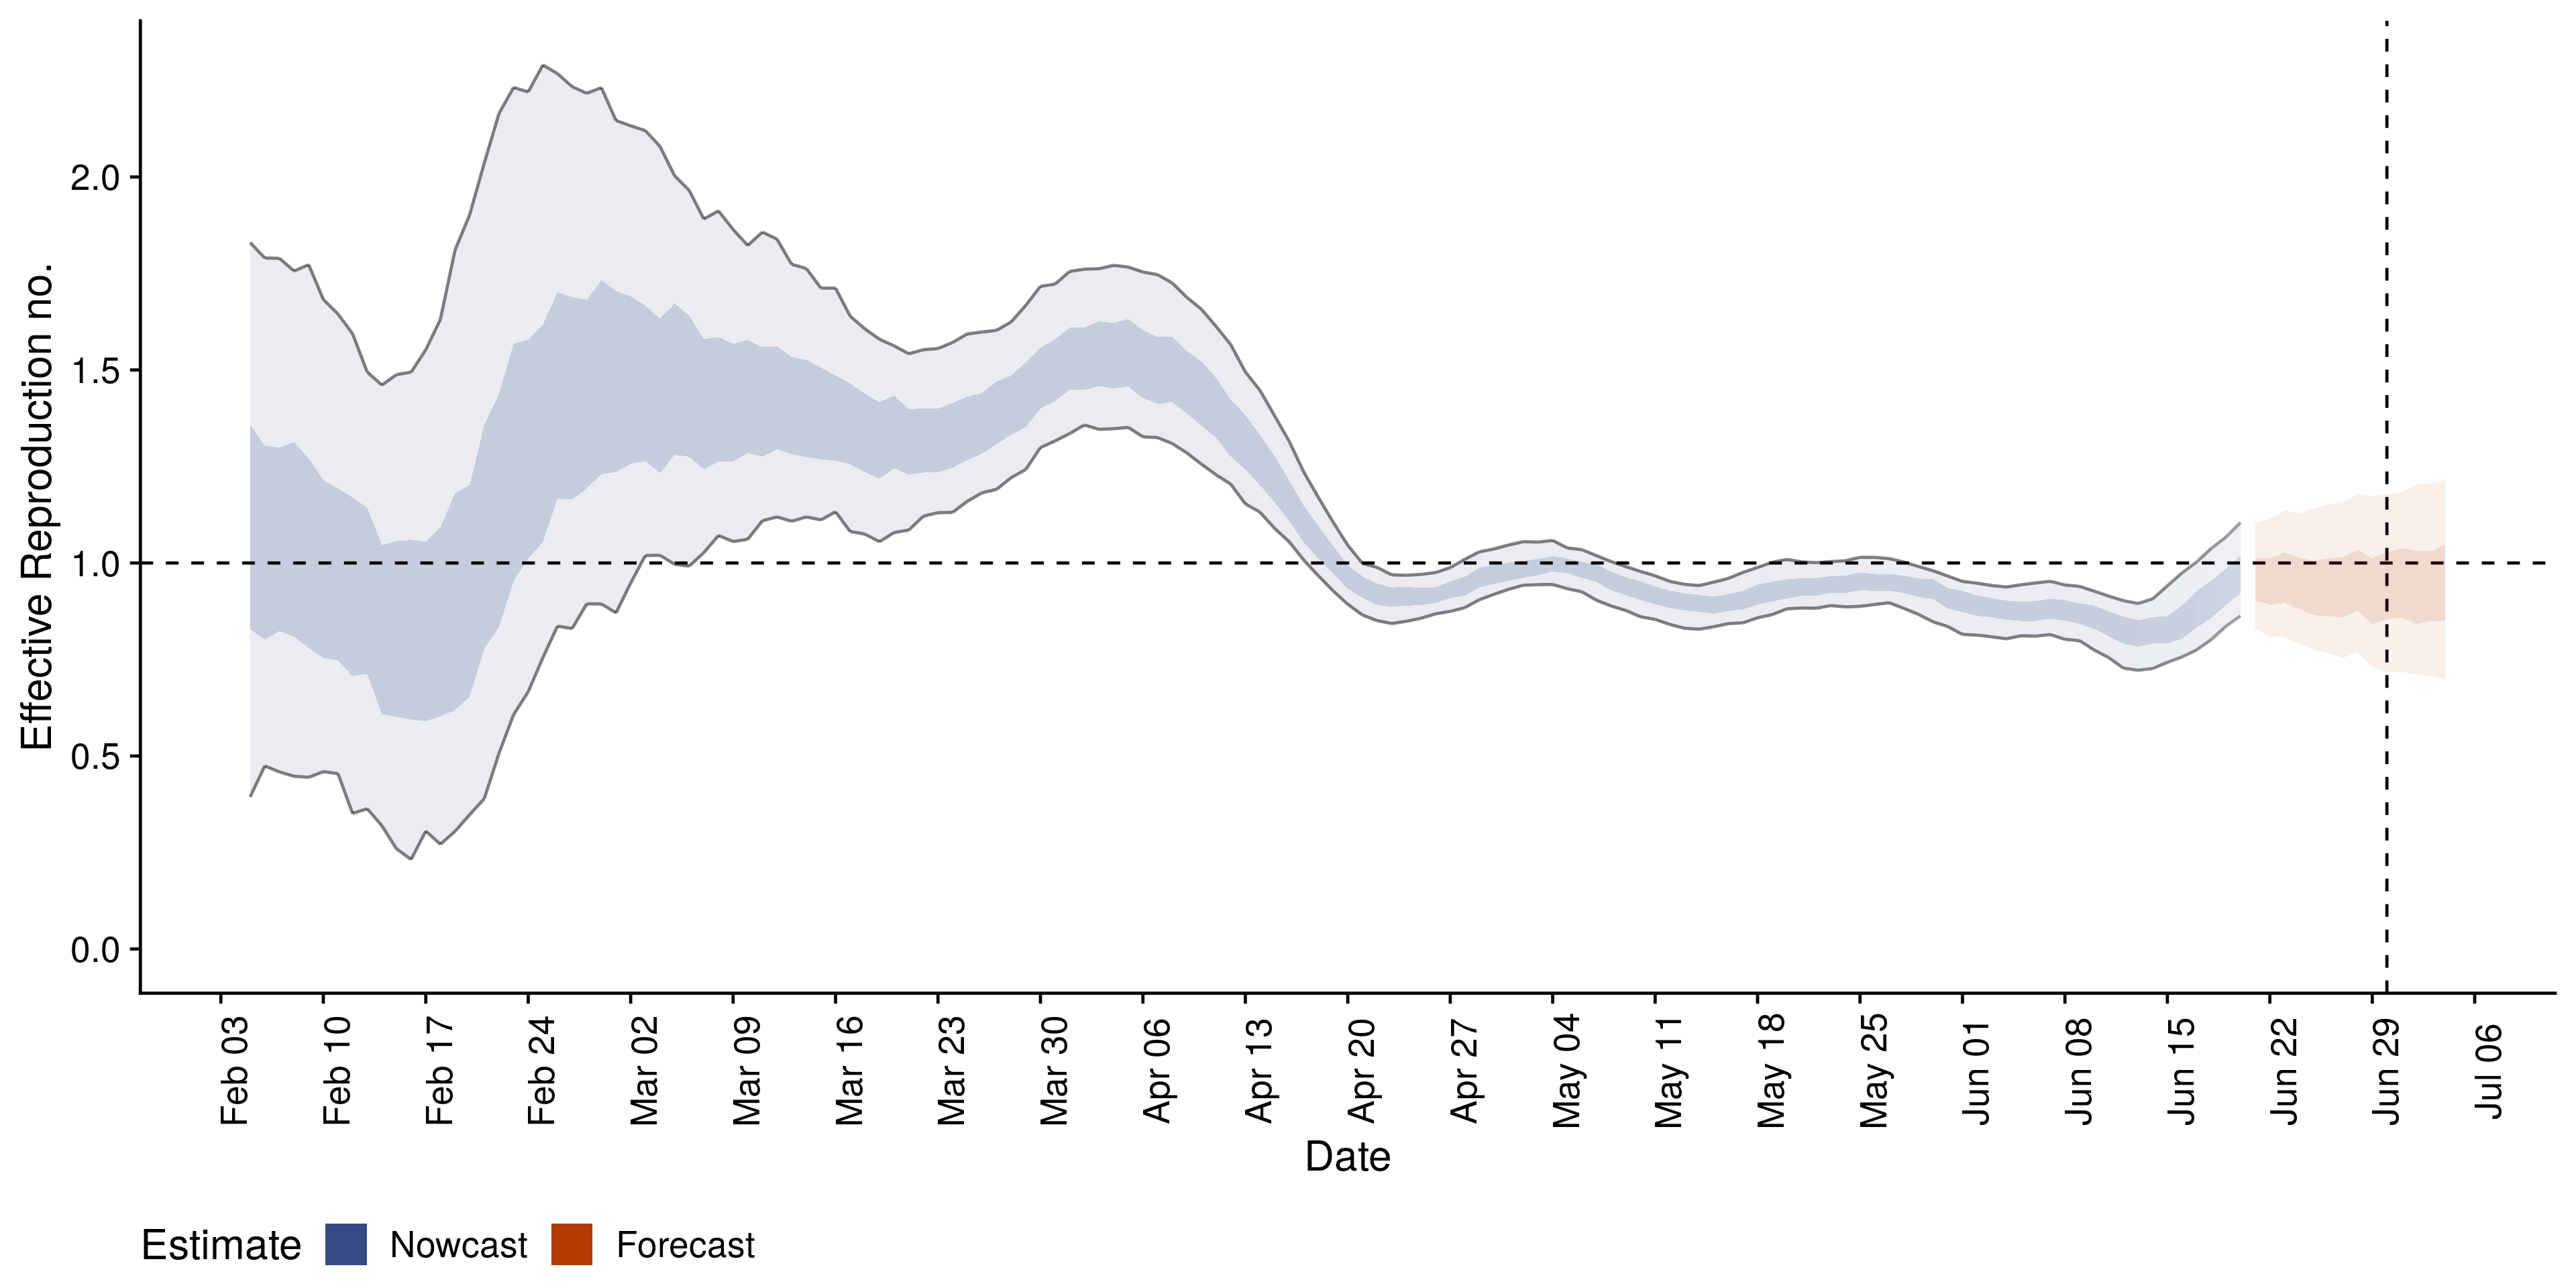 Effective Reproduction no.
2.0
1.5
1.0
0.5
0.0
Feb 03
Feb 10
Feb 17
Feb 24
Mar 02
Mar 09
Mar 16
Mar 23
Mar 30
Apr 06
Apr 13
Apr 20
Apr 27
May 04
May 11
May 18
May 25
Jun 01
Jun 08
Jun 15
Jun 22
Jun 29
Jul 06
Date
Estimate Nowcast Forecast